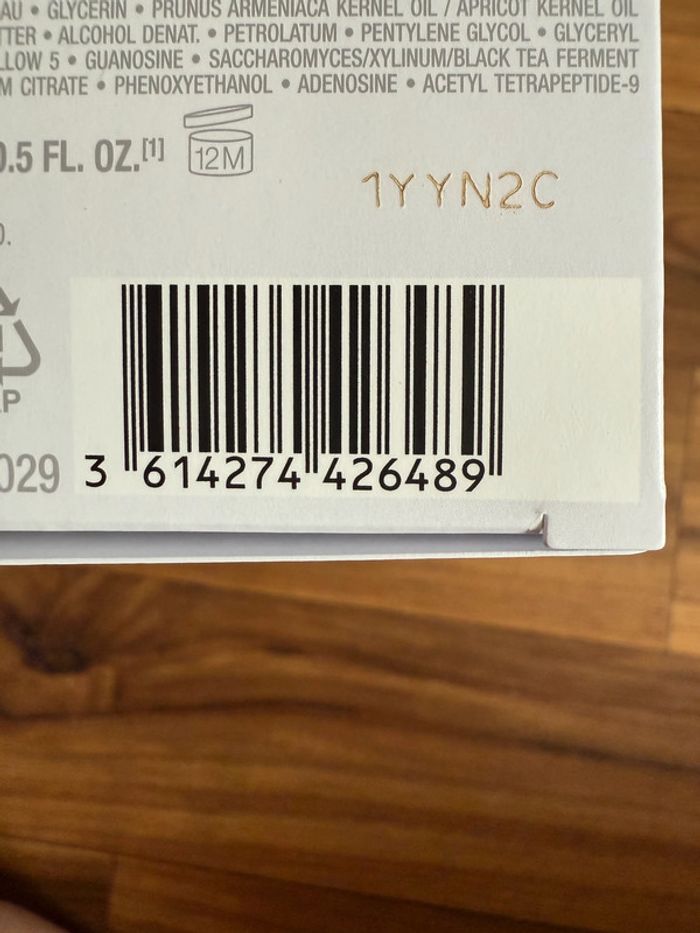 AU • GLYCERIN • PRUNUS ARMENIACA KERNEL OIL / APRICOT KERNEL OIL
TTER • ALCOHOL DENAT. • PETROLATUM • PENTYLENE GLYCOL • GLYCERYL
LLOW 5 • GUANOSINE • SACCHAROMYCES/XYLINUM/BLACK TEA FERMENT
M CITRATE • PHENOXYETHANOL • ADENOSINE • ACETYL TETRAPEPTIDE-9
0.5 FL. OZ.[1]
12M
1YYN2C
029
3 614274 426489